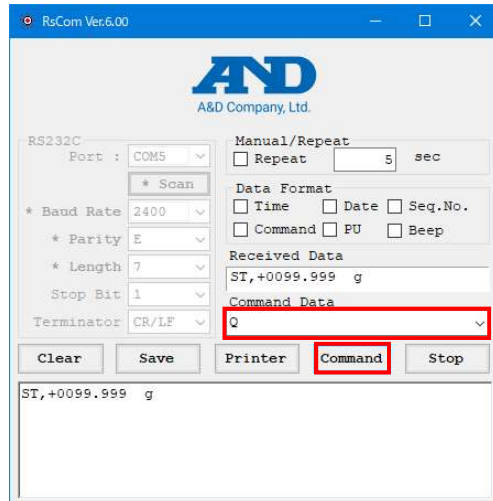 RsCom Ver.6.00
AND
A&D Company, Ltd.
RS232C
Port : COM5
* Scan
* Baud Rate 2400
* Parity E
* Length 7
Stop Bit 1
Terminator CR/LF
Manual/Repeat
Repeat 5 sec
Data Format
Time Date Seq.No.
Command PU Beep
Received Data
ST,+0099.999 g
Command Data
Q
Clear Save Printer Command Stop
ST,+0099.999 g